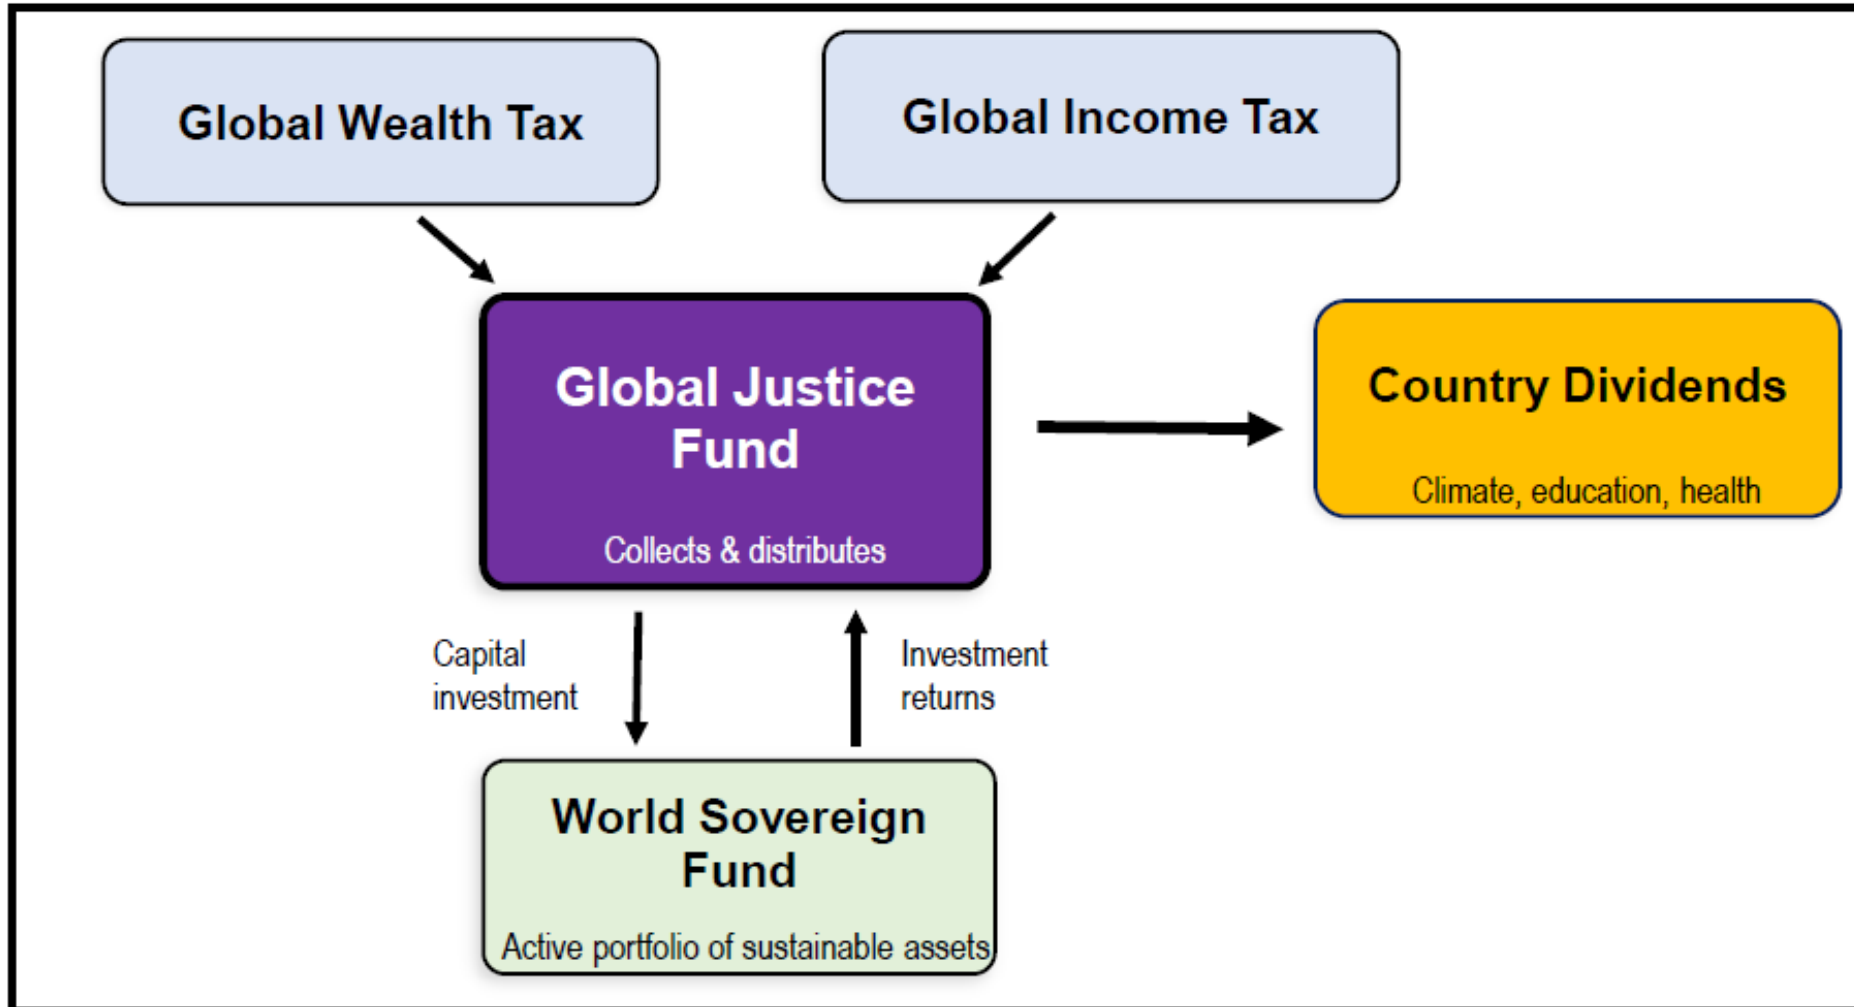 Global Wealth Tax
Global Income Tax
Global Justice
Fund
Collects & distributes
Country Dividends
Climate, education, health
Capital
investment
Investment
returns
World Sovereign
Fund
Active portfolio of sustainable assets